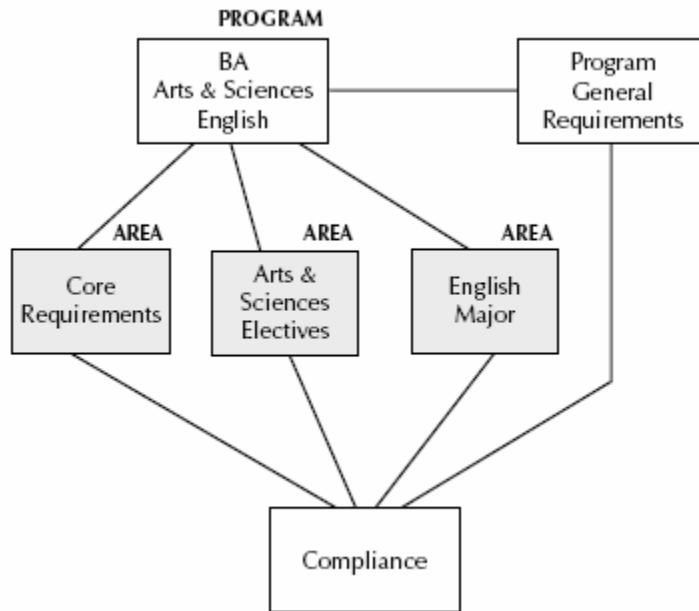 PROGRAM
BA
Arts & Sciences
English
Program
General
Requirements
AREA
Core
Requirements
AREA
Arts &
Sciences
Electives
AREA
English
Major
Compliance